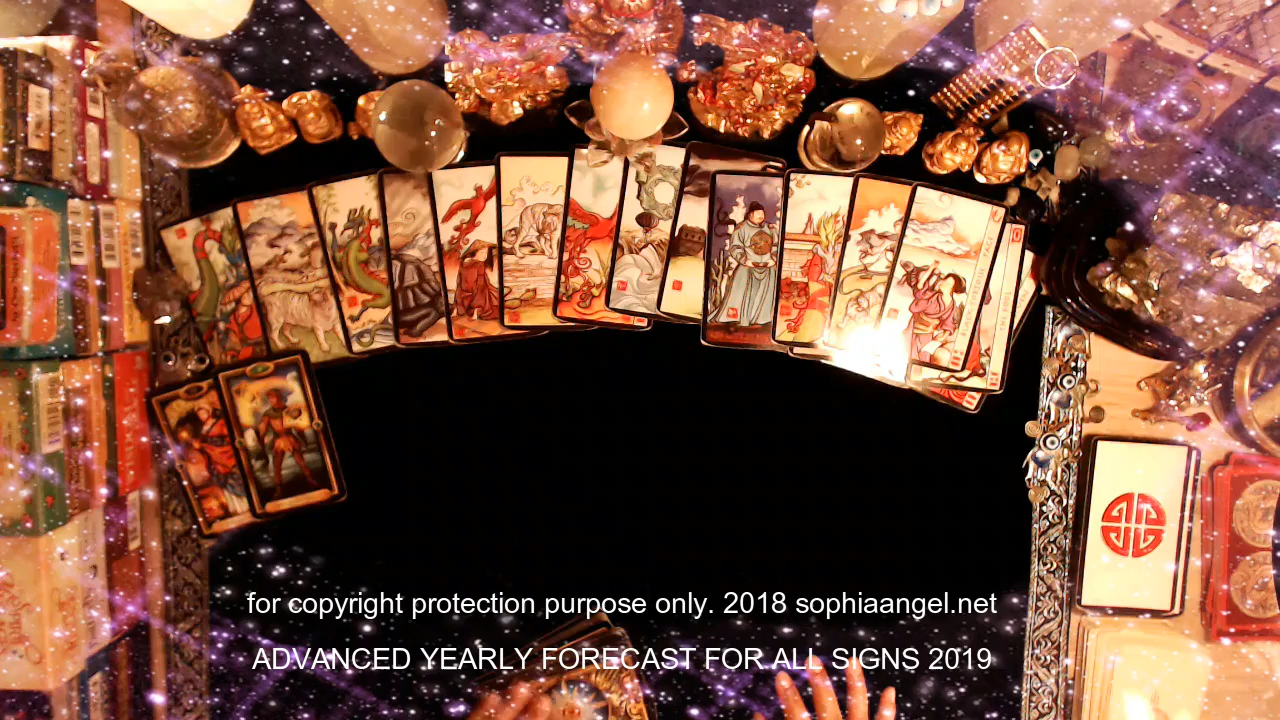 for copyright protection purpose only. 2018 sophiaangel.net
ADVANCED YEARLY FORECAST FOR ALL SIGNS 2019